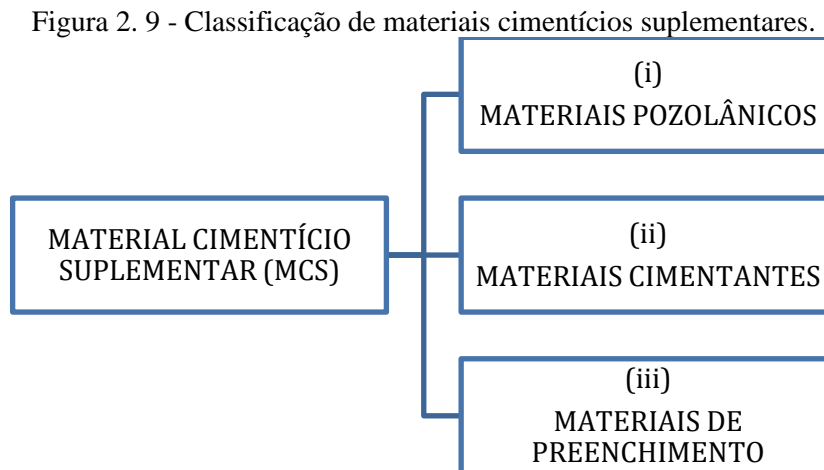 Figura 2. 9 - Classificação de materiais cimentícios suplementares.
(i)
MATERIAIS POZOLÂNICOS
MATERIAL CIMENTÍCIO
SUPLEMENTAR (MCS)
(ii)
MATERIAIS CIMENTANTES
(iii)
MATERIAIS DE
PREENCHIMENTO